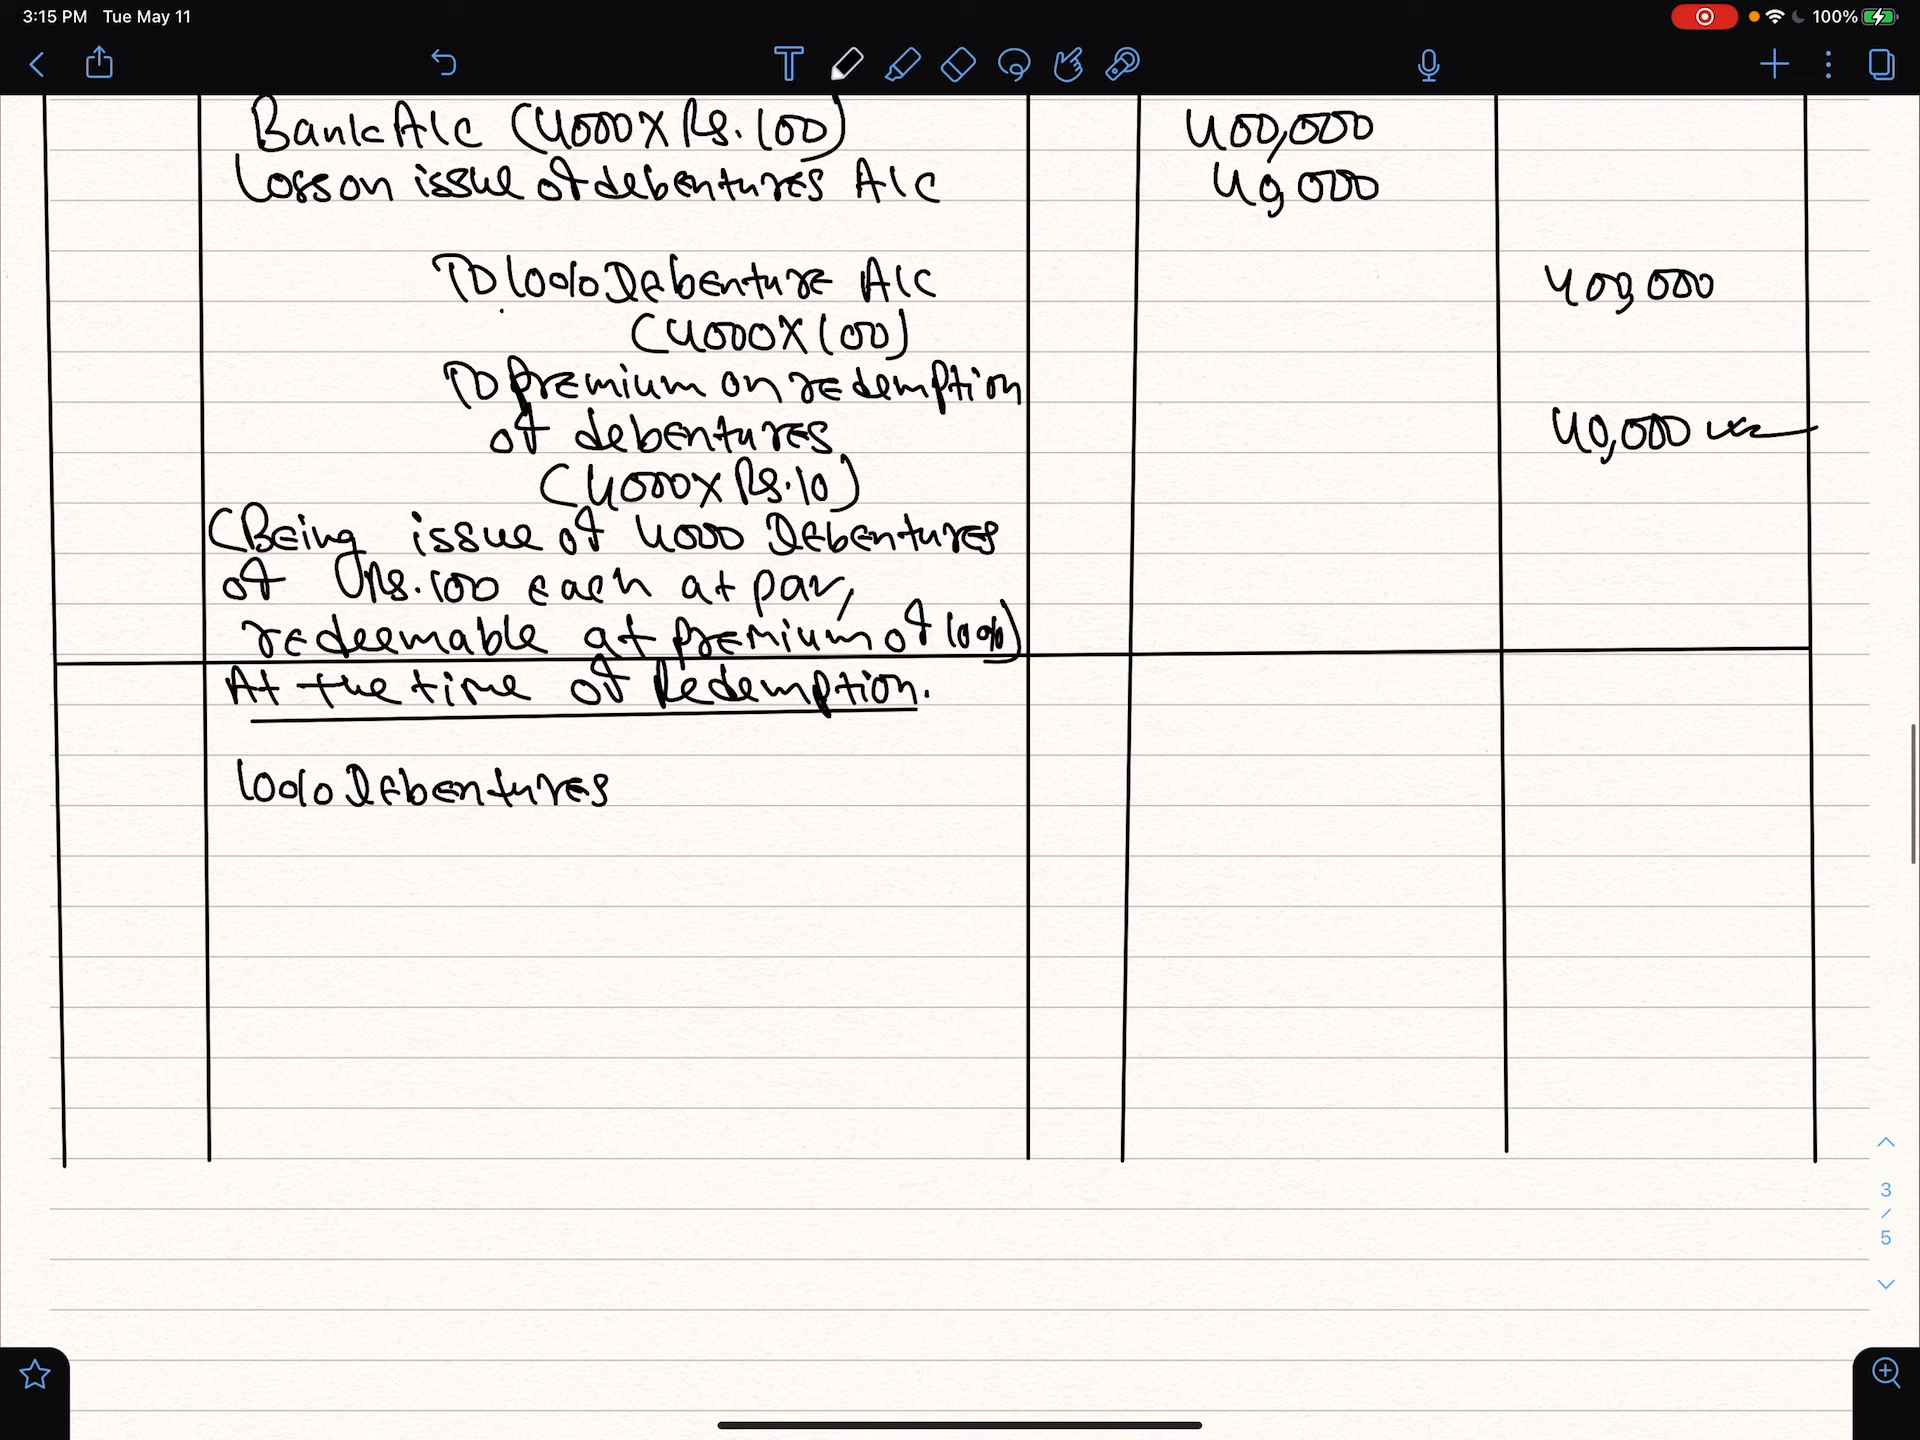 3:15 PM Tue May 11
100%
Bank A/c (4000 X Rs. 100) 400,000
Loss on issue of debentures A/c 40,000
To 10% Debenture A/c 400,000
(4000 X 100)
To Premium on redemption
of debentures 40,000
(4000 X Rs. 10)
(Being issue of 4000 Debentures
of Rs. 100 each at par,
redeemable at premium of 10%)
At the time of Redemption.
10% Debentures
3
/
5